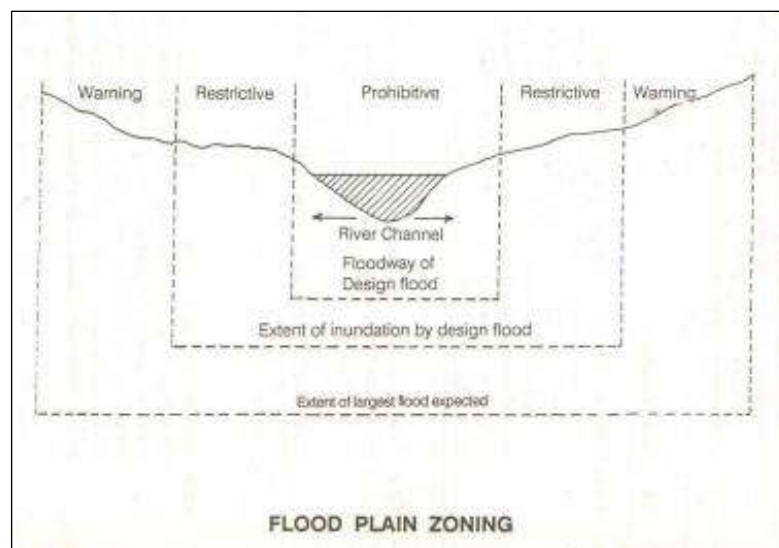 Warning Restrictive Prohibitive Restrictive Warning
River Channel
Floodway of
Design flood
Extent of inundation by design flood
Extent of largest flood expected
FLOOD PLAIN ZONING